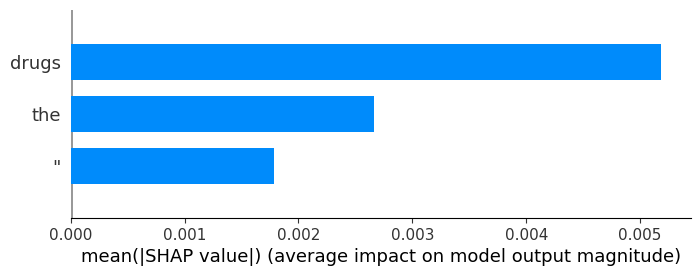 drugs
the
"
0.000 0.001 0.002 0.003 0.004 0.005
mean(|SHAP value|) (average impact on model output magnitude)